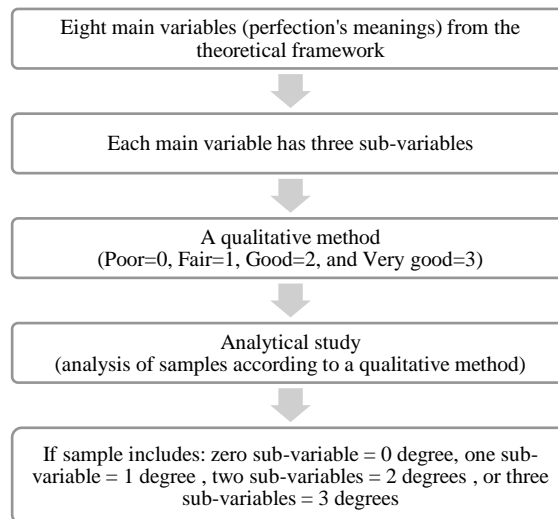 Eight main variables (perfection's meanings) from the
theoretical framework
Each main variable has three sub-variables
A qualitative method
(Poor=0, Fair=1, Good=2, and Very good=3)
Analytical study
(analysis of samples according to a qualitative method)
If sample includes: zero sub-variable = 0 degree, one sub-
variable = 1 degree , two sub-variables = 2 degrees , or three
sub-variables = 3 degrees